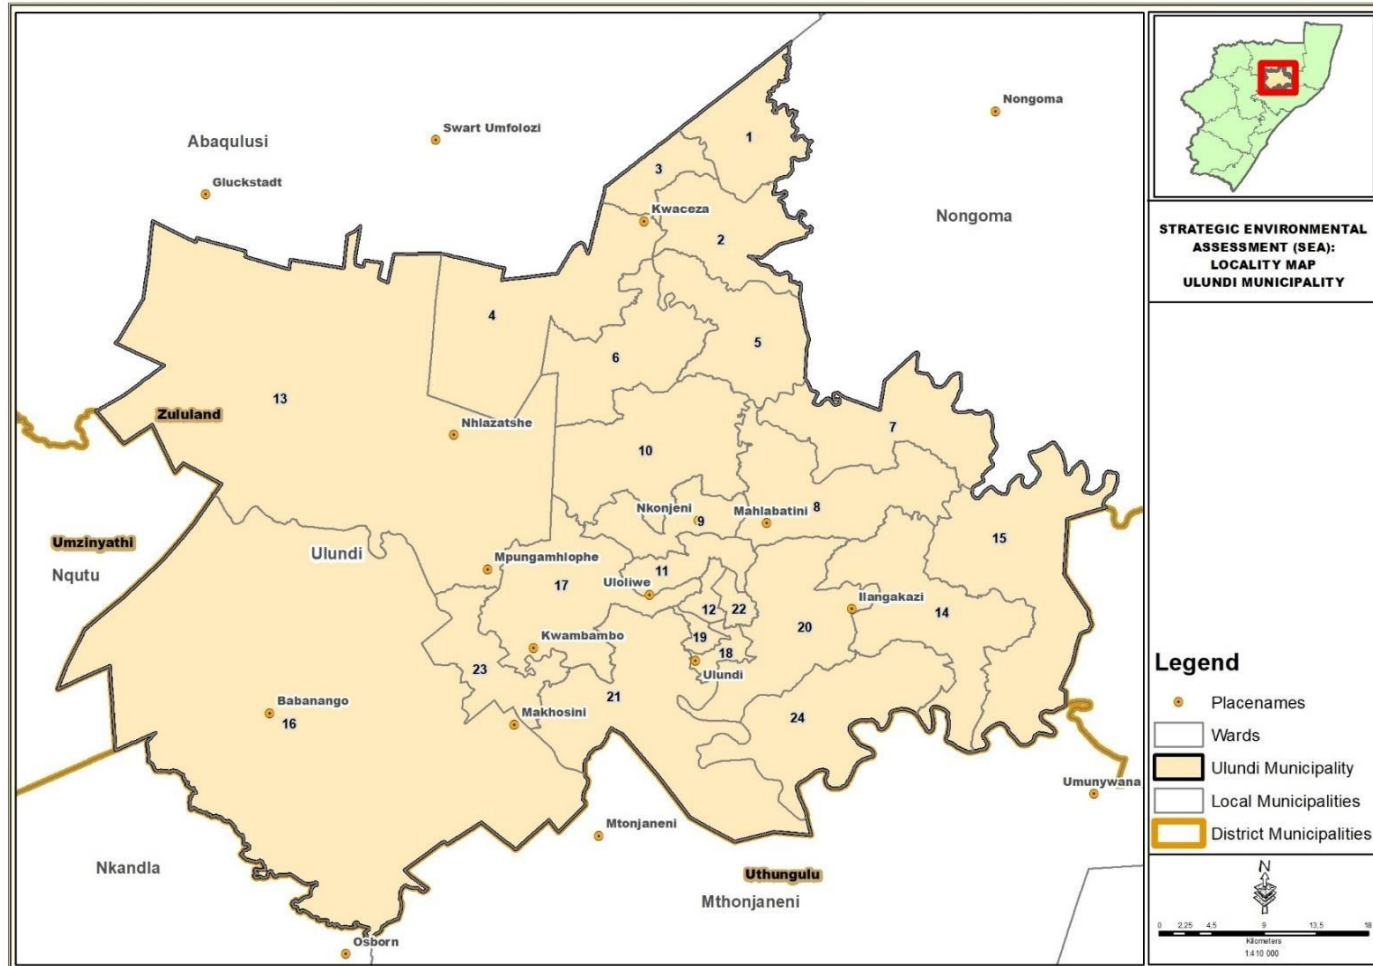 Abaqulusi
Swart Umfolozi
Gluckstadt
Nongoma
Nongoma
1
3
Kwaceza
2
4
5
6
13
Zululand
Nhlazatshe
7
10
Nkonjeni
9
Mahlabatini
8
15
Umzinyathi
Nqutu
Ulundi
Mpungamhlophe
17
11
Uloliwe
12
22
Ilangakazi
14
20
19
18
Ulundi
Kwambambo
23
21
Makhosini
24
Babanango
16
Umunywana
Mtonjaneni
Nkandla
Uthungulu
Mthonjaneni
Osborn
STRATEGIC ENVIRONMENTAL
ASSESSMENT (SEA):
LOCALITY MAP
ULUNDI MUNICIPALITY
Legend
Placenames
Wards
Ulundi Municipality
Local Municipalities
District Municipalities
N
0 2,25 4,5 9 13,5 18
Kilometers
1:410 000